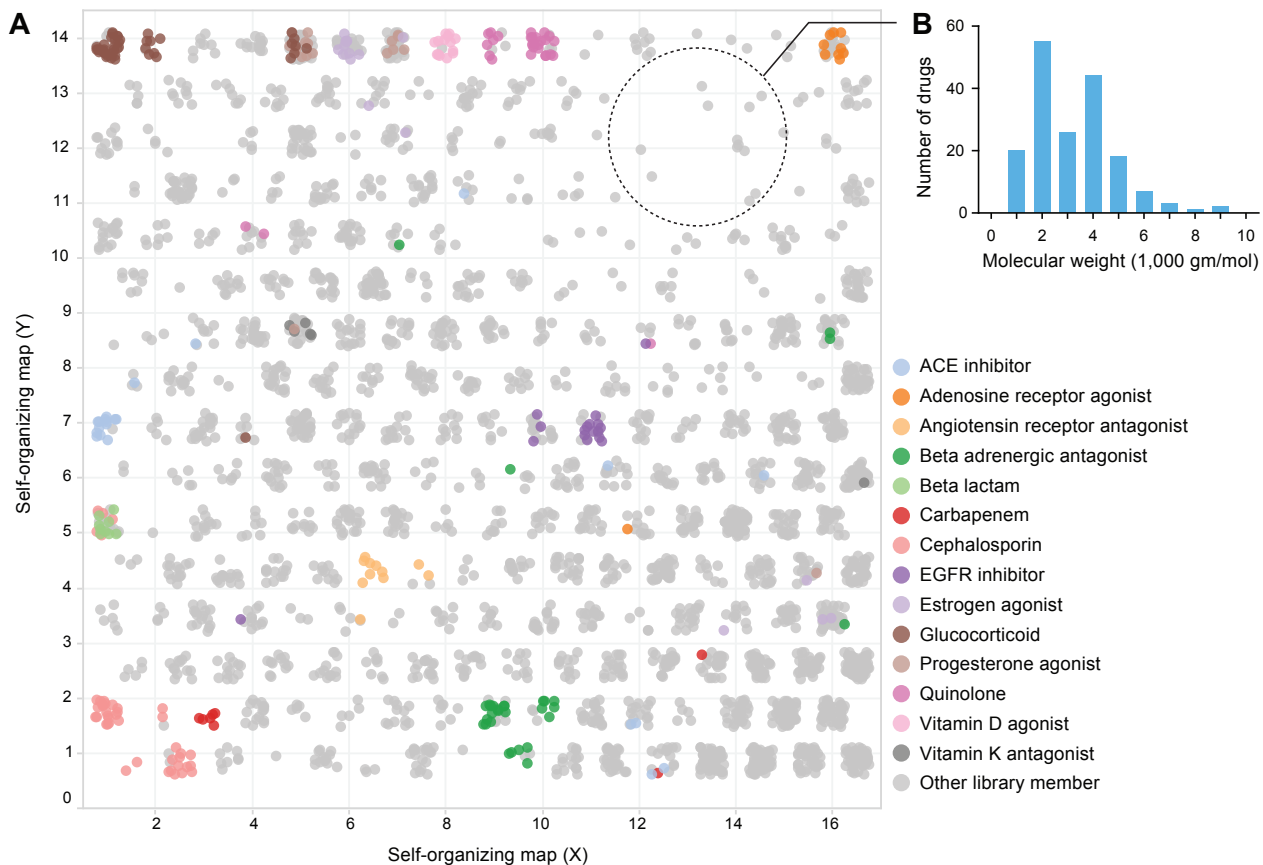 A
14
13
12
11
10
9
8
7
6
5
4
3
2
1
0
Self-organizing map (Y)
2
4
6
8
10
12
14
16
Self-organizing map (X)
B
60
40
20
0
Number of drugs
0
2
4
6
8
10
Molecular weight (1,000 gm/mol)
ACE inhibitor
Adenosine receptor agonist
Angiotensin receptor antagonist
Beta adrenergic antagonist
Beta lactam
Carbapenem
Cephalosporin
EGFR inhibitor
Estrogen agonist
Glucocorticoid
Progesterone agonist
Quinolone
Vitamin D agonist
Vitamin K antagonist
Other library member